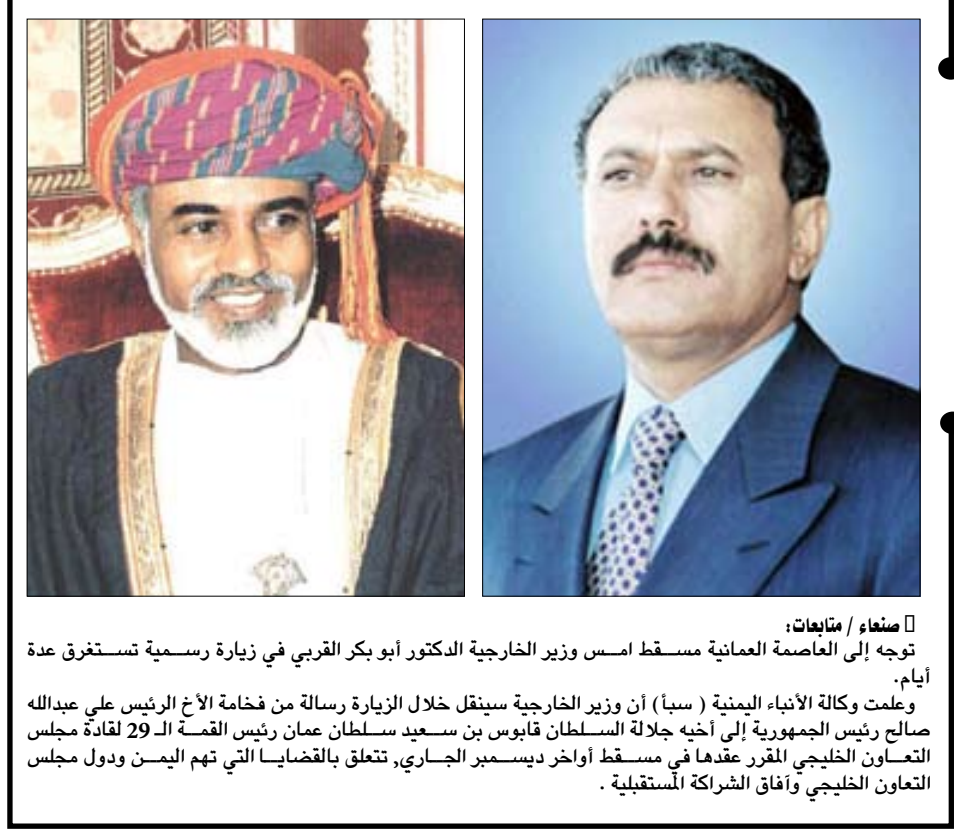 صنعاء / متابعات:
توجه إلى العاصمة العمانية مسقط امس وزير الخارجية الدكتور أبو بكر القربي في زيارة رسمية تستغرق عدة
أيام.
وعلمت وكالة الأنباء اليمنية ( سبأ ) أن وزير الخارجية سينقل خلال الزيارة رسالة من فخامة الأخ الرئيس علي عبدالله
صالح رئيس الجمهورية إلى أخيه جلالة السلطان قابوس بن سعيد سلطان عمان رئيس القمة الـ 29 لقادة مجلس
التعاون الخليجي المقرر عقدها في مسقط أواخر ديسمبر الجاري, تتعلق بالقضايا التي تهم اليمن ودول مجلس
التعاون الخليجي وآفاق الشراكة المستقبلية .